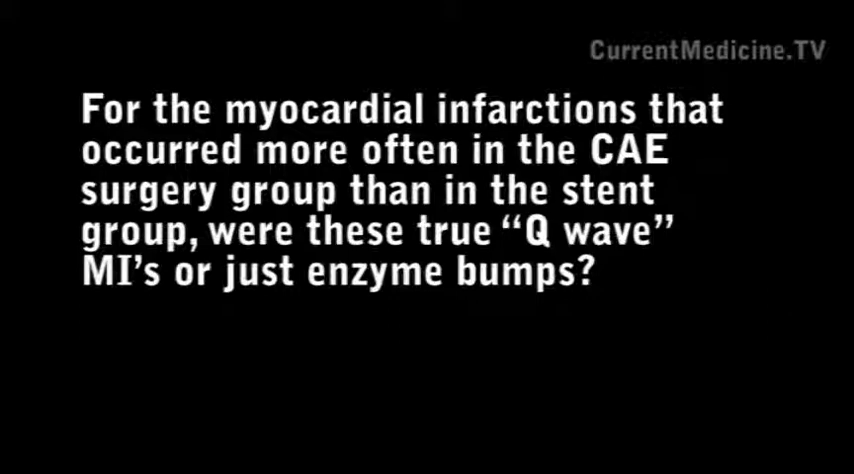 CurrentMedicine.TV
For the myocardial infarctions that
occurred more often in the CAE
surgery group than in the stent
group, were these true “Q wave”
MI’s or just enzyme bumps?